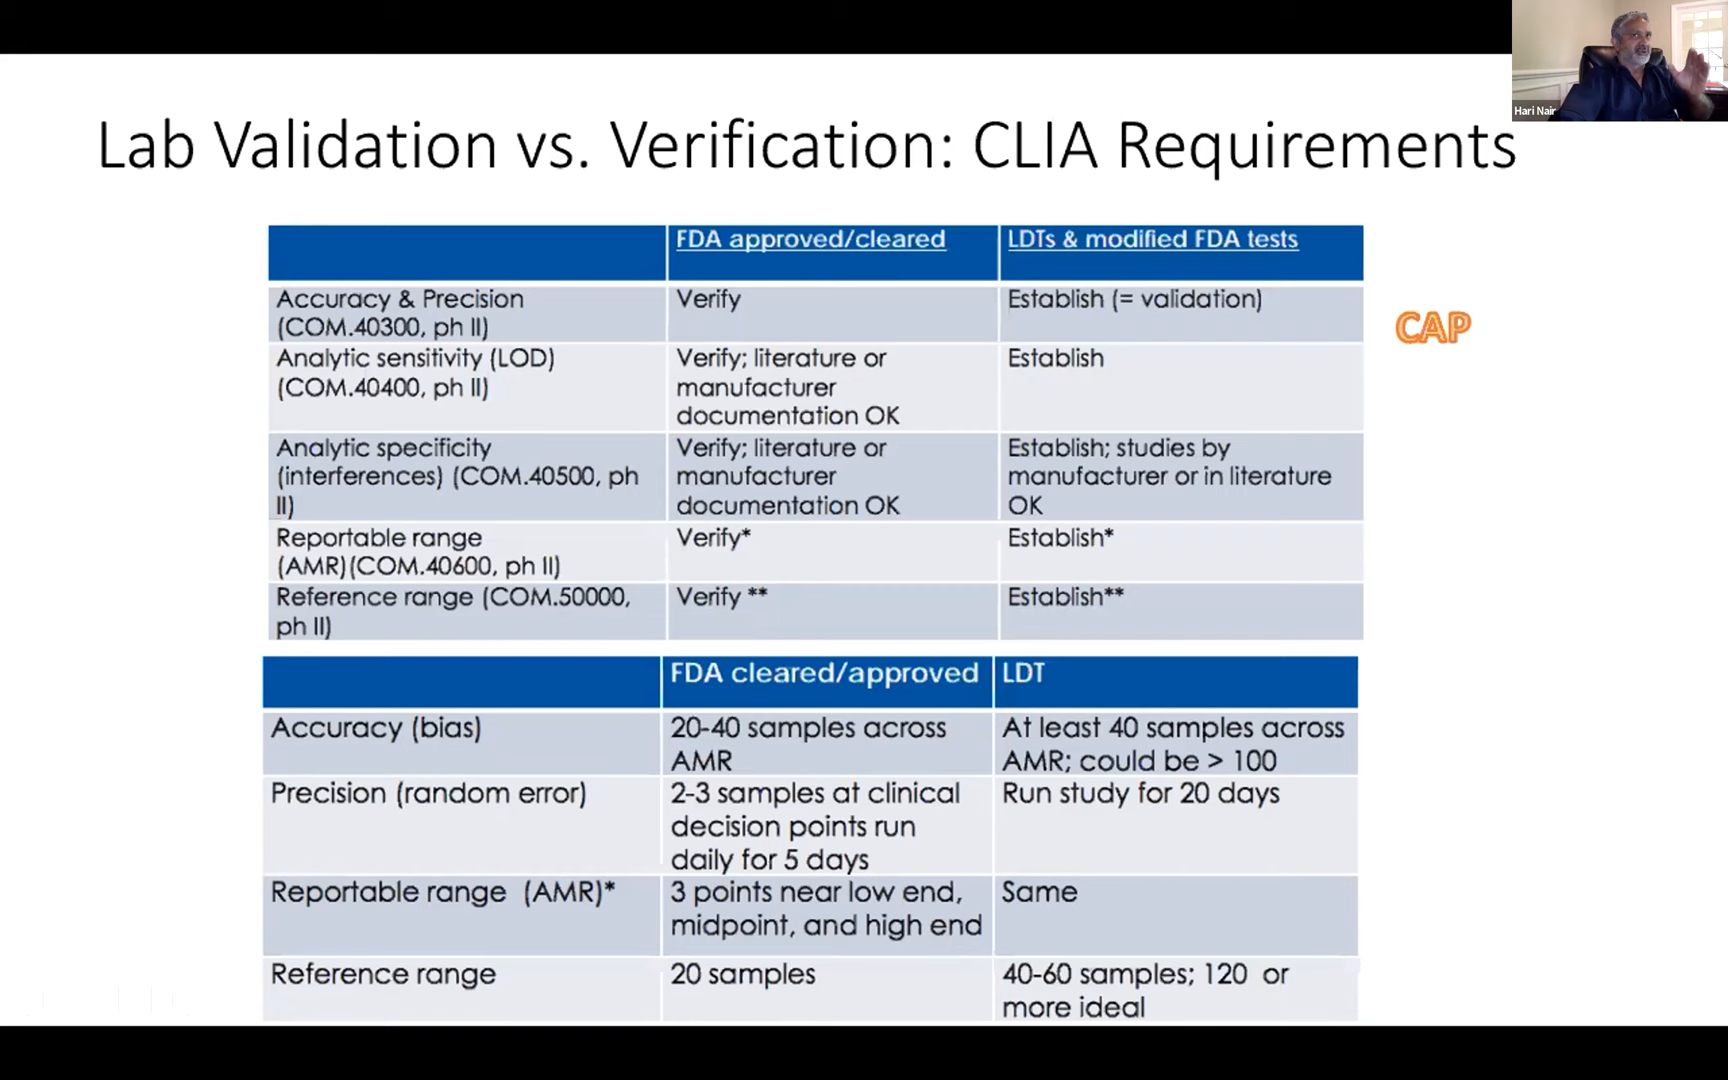 Hari Nair
Lab Validation vs. Verification: CLIA Requirements
FDA approved/cleared
LDTs & modified FDA tests
Accuracy & Precision
(COM.40300, ph II)
Verify
Establish (= validation)
CAP
Analytic sensitivity (LOD)
(COM.40400, ph II)
Verify; literature or
manufacturer
documentation OK
Establish
Analytic specificity
(interferences) (COM.40500, ph
II)
Verify; literature or
manufacturer
documentation OK
Establish; studies by
manufacturer or in literature
OK
Reportable range
(AMR)(COM.40600, ph II)
Verify*
Establish*
Reference range (COM.50000,
ph II)
Verify **
Establish**
FDA cleared/approved
LDT
Accuracy (bias)
20-40 samples across
AMR
At least 40 samples across
AMR; could be > 100
Precision (random error)
2-3 samples at clinical
decision points run
daily for 5 days
Run study for 20 days
Reportable range (AMR)*
3 points near low end,
midpoint, and high end
Same
Reference range
20 samples
40-60 samples; 120 or
more ideal